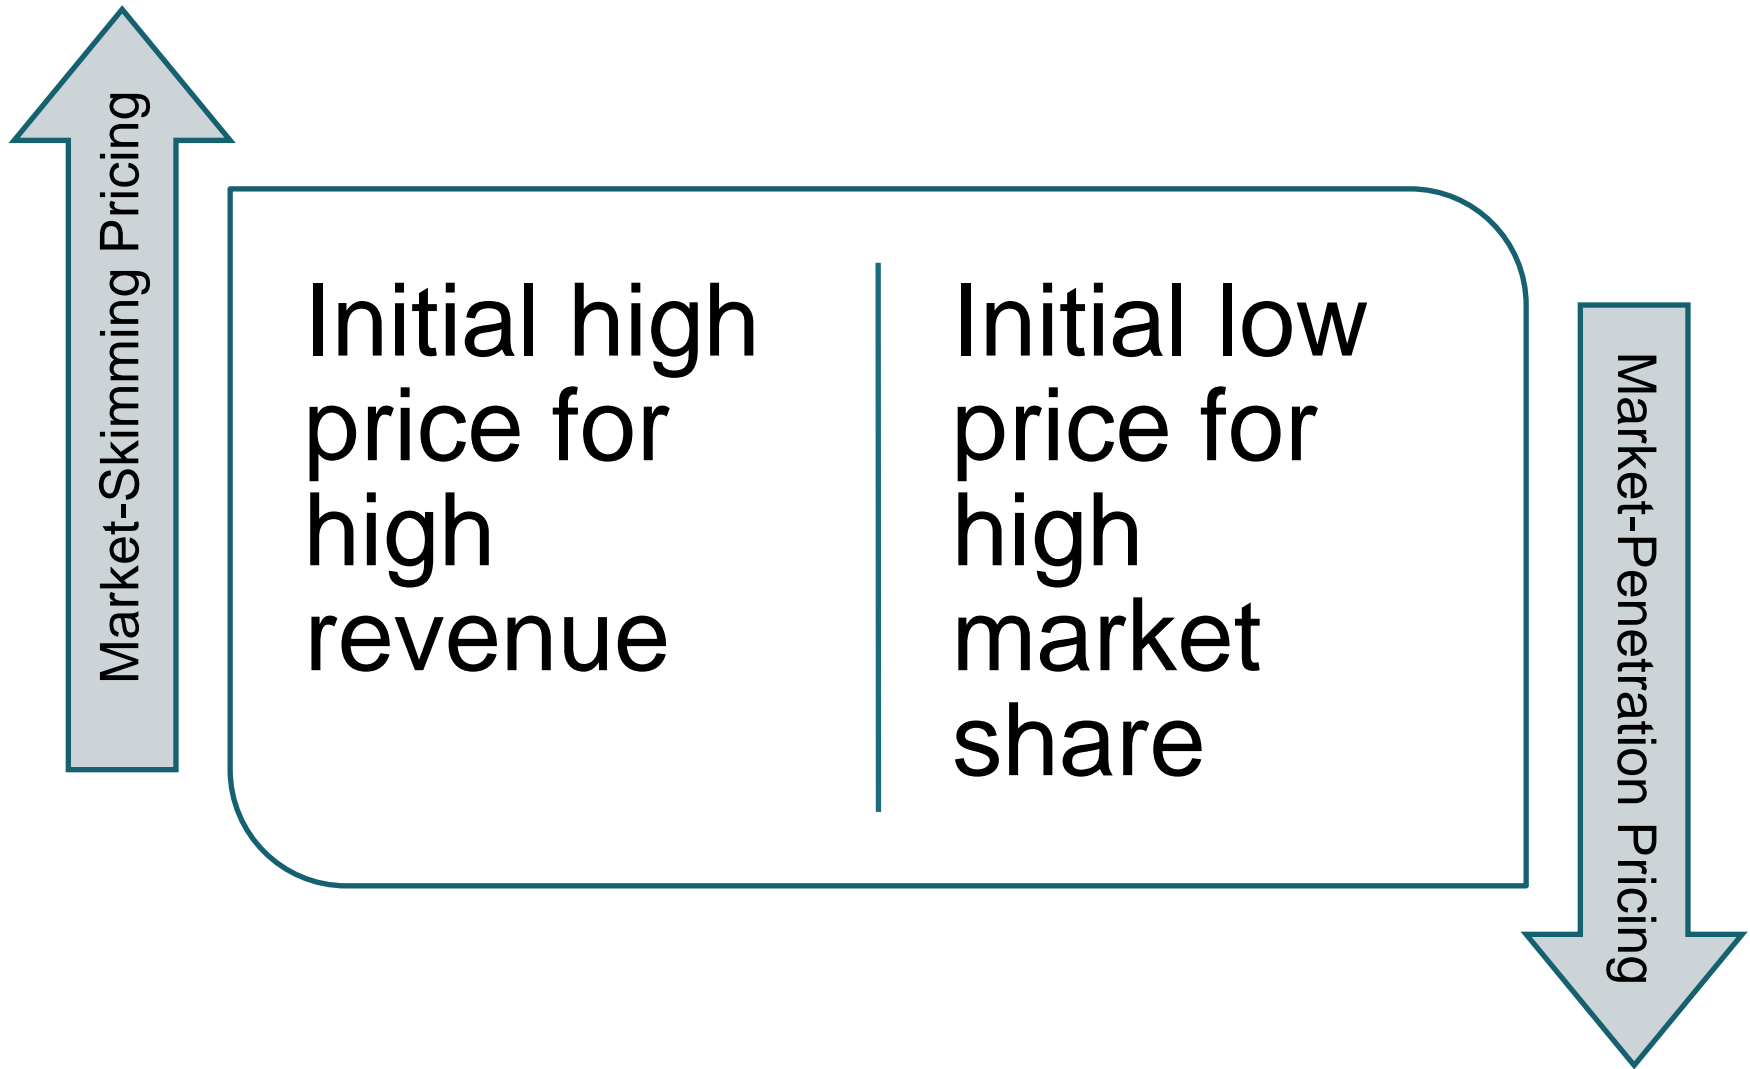 Market-Skimming Pricing
Initial high
price for
high
revenue
Initial low
price for
high
market
share
Market-Penetration Pricing